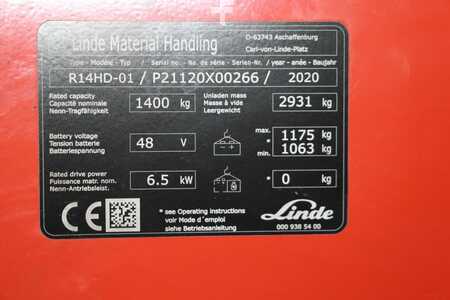 Linde Material Handling
D-63743 Aschaffenburg
Carl-von-Linde-Platz
Type - Modèle - Typ / Serial no. - No. de série - Serien-Nr. / year - année - Baujahr
R14HD-01 / P21120X00266 / 2020
Rated capacity
Capacité nominale
Nenn-Tragfähigkeit
1400 kg
Unladen mass
Masse à vide
Leergewicht
2931 kg
Battery voltage
Tension batterie
Batteriespannung
48 V
max. 1175 kg
*
min. 1063 kg
Rated drive power
Puissance matr. nom.
Nenn-Antriebsleist.
6.5 kW
* 0 kg
CE
* see Operating instructions
voir Mode d´emploi
siehe Betriebsanleitung
Linde
000 938 54 00